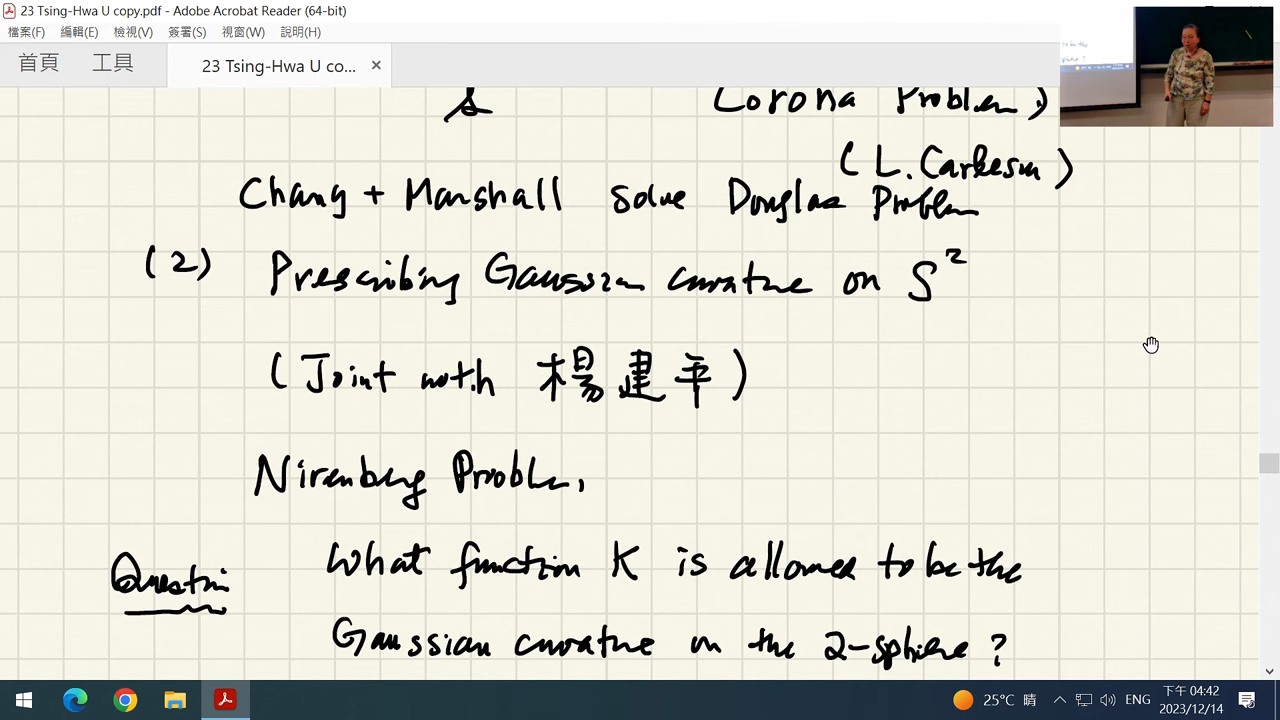 23 Tsing-Hwa U copy.pdf - Adobe Acrobat Reader (64-bit)
檔案(F) 編輯(E) 檢視(V) 簽署(S) 視窗(W) 說明(H)
首頁 工具 23 Tsing-Hwa U co... ×
Corona Problem)
(L. Carleson)
Chang + Marshall solve Douglas Problem
(2) Prescribing Gaussian curvature on S²
(Joint with 楊建平)
Nirenberg Problem,
Question What function K is allowed to be the
Gaussian curvature on the 2-sphere?
25°C 晴 ENG 下午 04:42
2023/12/14